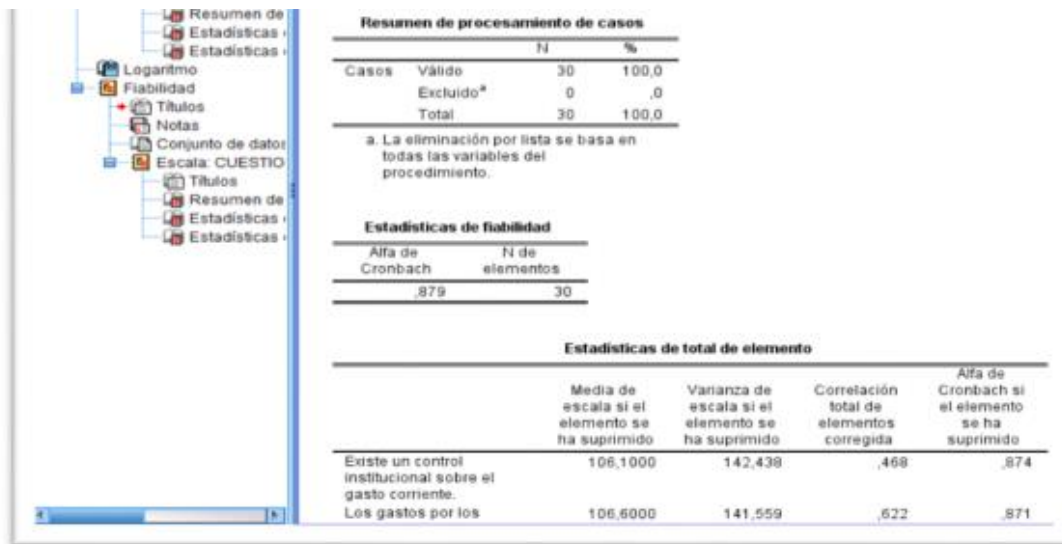 Resumen de
Estadísticas
Estadísticas
Logaritmo
Fiabilidad
Títulos
Notas
Conjunto de datos
Escala: CUESTIO
Títulos
Resumen de
Estadísticas
Estadísticas
Resumen de procesamiento de casos
N %
Casos Válido 30 100,0
Excluido a 0 ,0
Total 30 100,0
a. La eliminación por lista se basa en
todas las variables del
procedimiento.
Estadísticas de fiabilidad
Alfa de N de
Cronbach elementos
,879 30
Estadísticas de total de elemento
Alfa de
Media de Varianza de Correlación Cronbach si
escala si el escala si el total de el elemento
elemento se elemento se elementos se ha
ha suprimido ha suprimido corregida suprimido
Existe un control 106,1000 142,438 ,468 ,874
institucional sobre el
gasto corriente.
Los gastos por los 106,6000 141,559 ,622 ,871